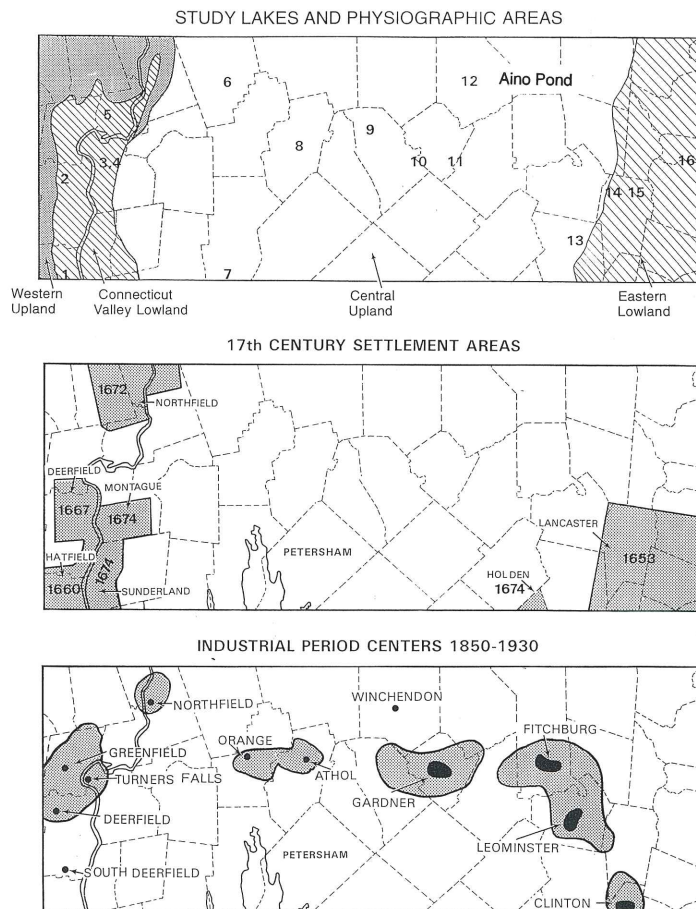 STUDY LAKES AND PHYSIOGRAPHIC AREAS
6
12 Aino Pond
5
9
8
3,4
10
11
16
2
14 15
13
1
7
Western
Upland
Connecticut
Valley Lowland
Central
Upland
Eastern
Lowland
17th CENTURY SETTLEMENT AREAS
1672
NORTHFIELD
DEERFIELD
MONTAGUE
1667
1674
LANCASTER
PETERSHAM
1653
HATFIELD
1674
HOLDEN
1674
1660
SUNDERLAND
INDUSTRIAL PERIOD CENTERS 1850-1930
NORTHFIELD
WINCHENDON
FITCHBURG
ORANGE
GREENFIELD
TURNERS FALLS
ATHOL
GARDNER
DEERFIELD
LEOMINSTER
PETERSHAM
SOUTH DEERFIELD
CLINTON